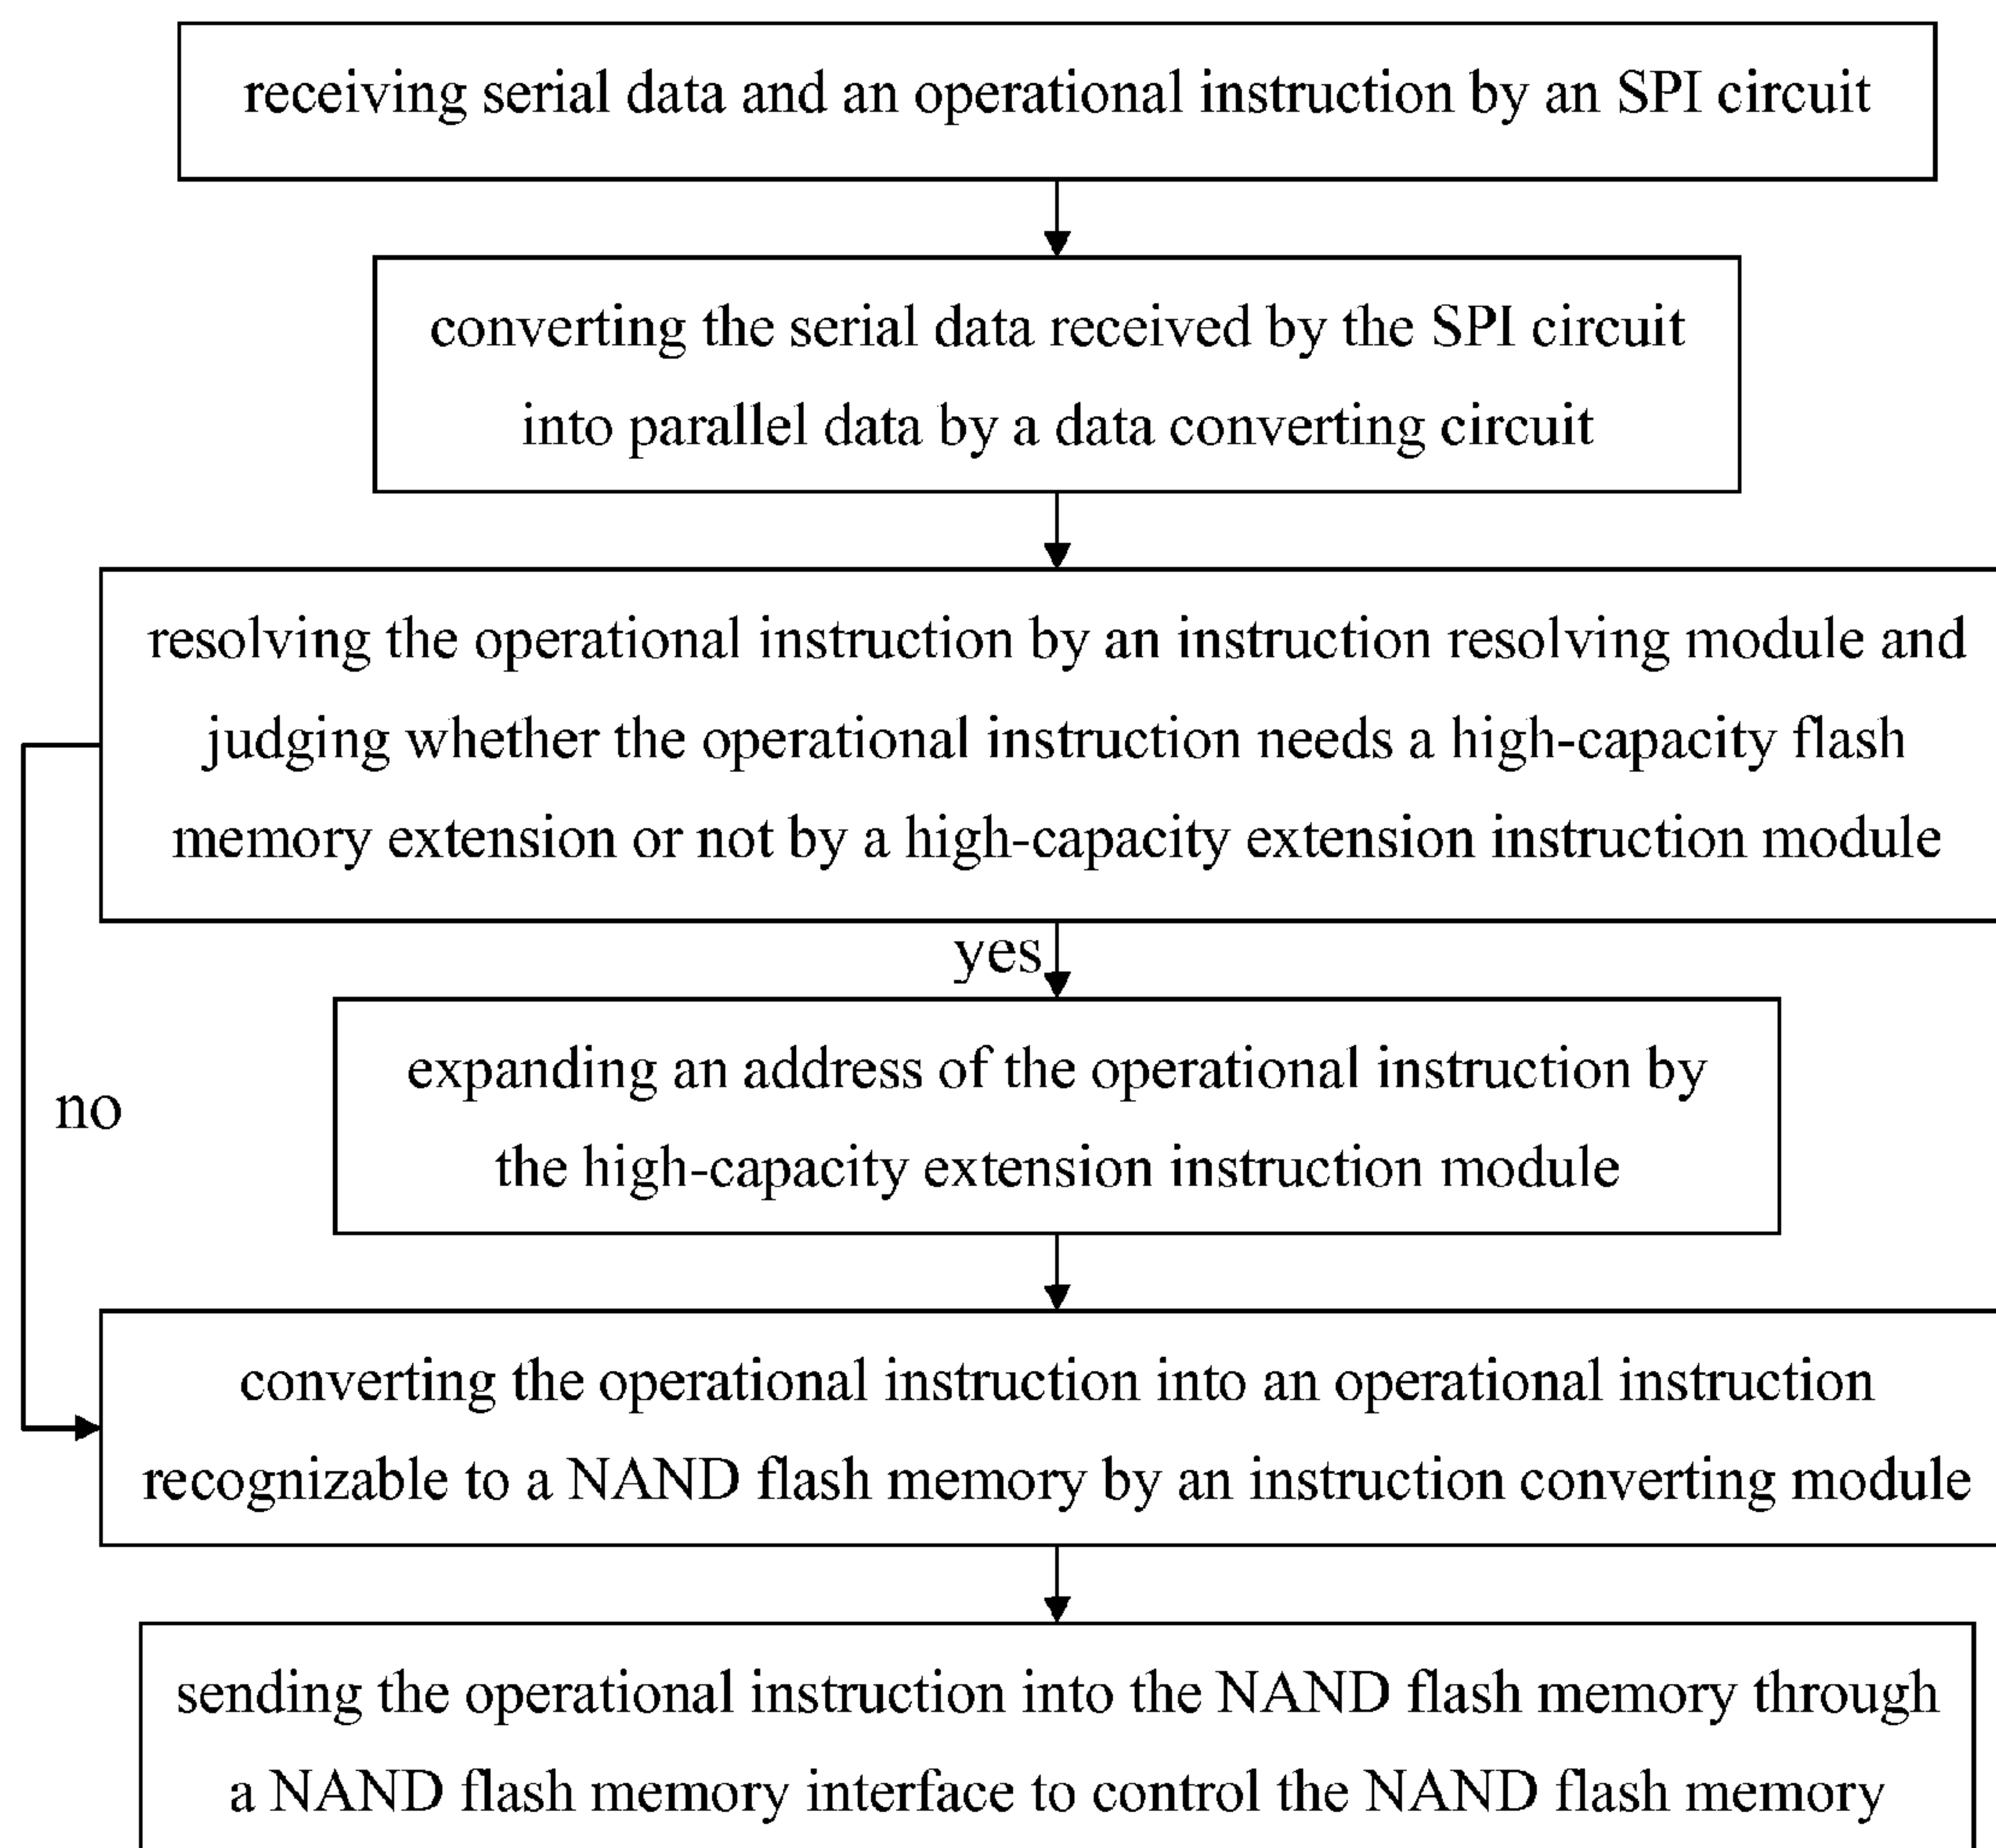 receiving serial data and an operational instruction by an SPI circuit
converting the serial data received by the SPI circuit
into parallel data by a data converting circuit
resolving the operational instruction by an instruction resolving module and
judging whether the operational instruction needs a high-capacity flash
memory extension or not by a high-capacity extension instruction module
yes
expanding an address of the operational instruction by
the high-capacity extension instruction module
no
converting the operational instruction into an operational instruction
recognizable to a NAND flash memory by an instruction converting module
sending the operational instruction into the NAND flash memory through
a NAND flash memory interface to control the NAND flash memory